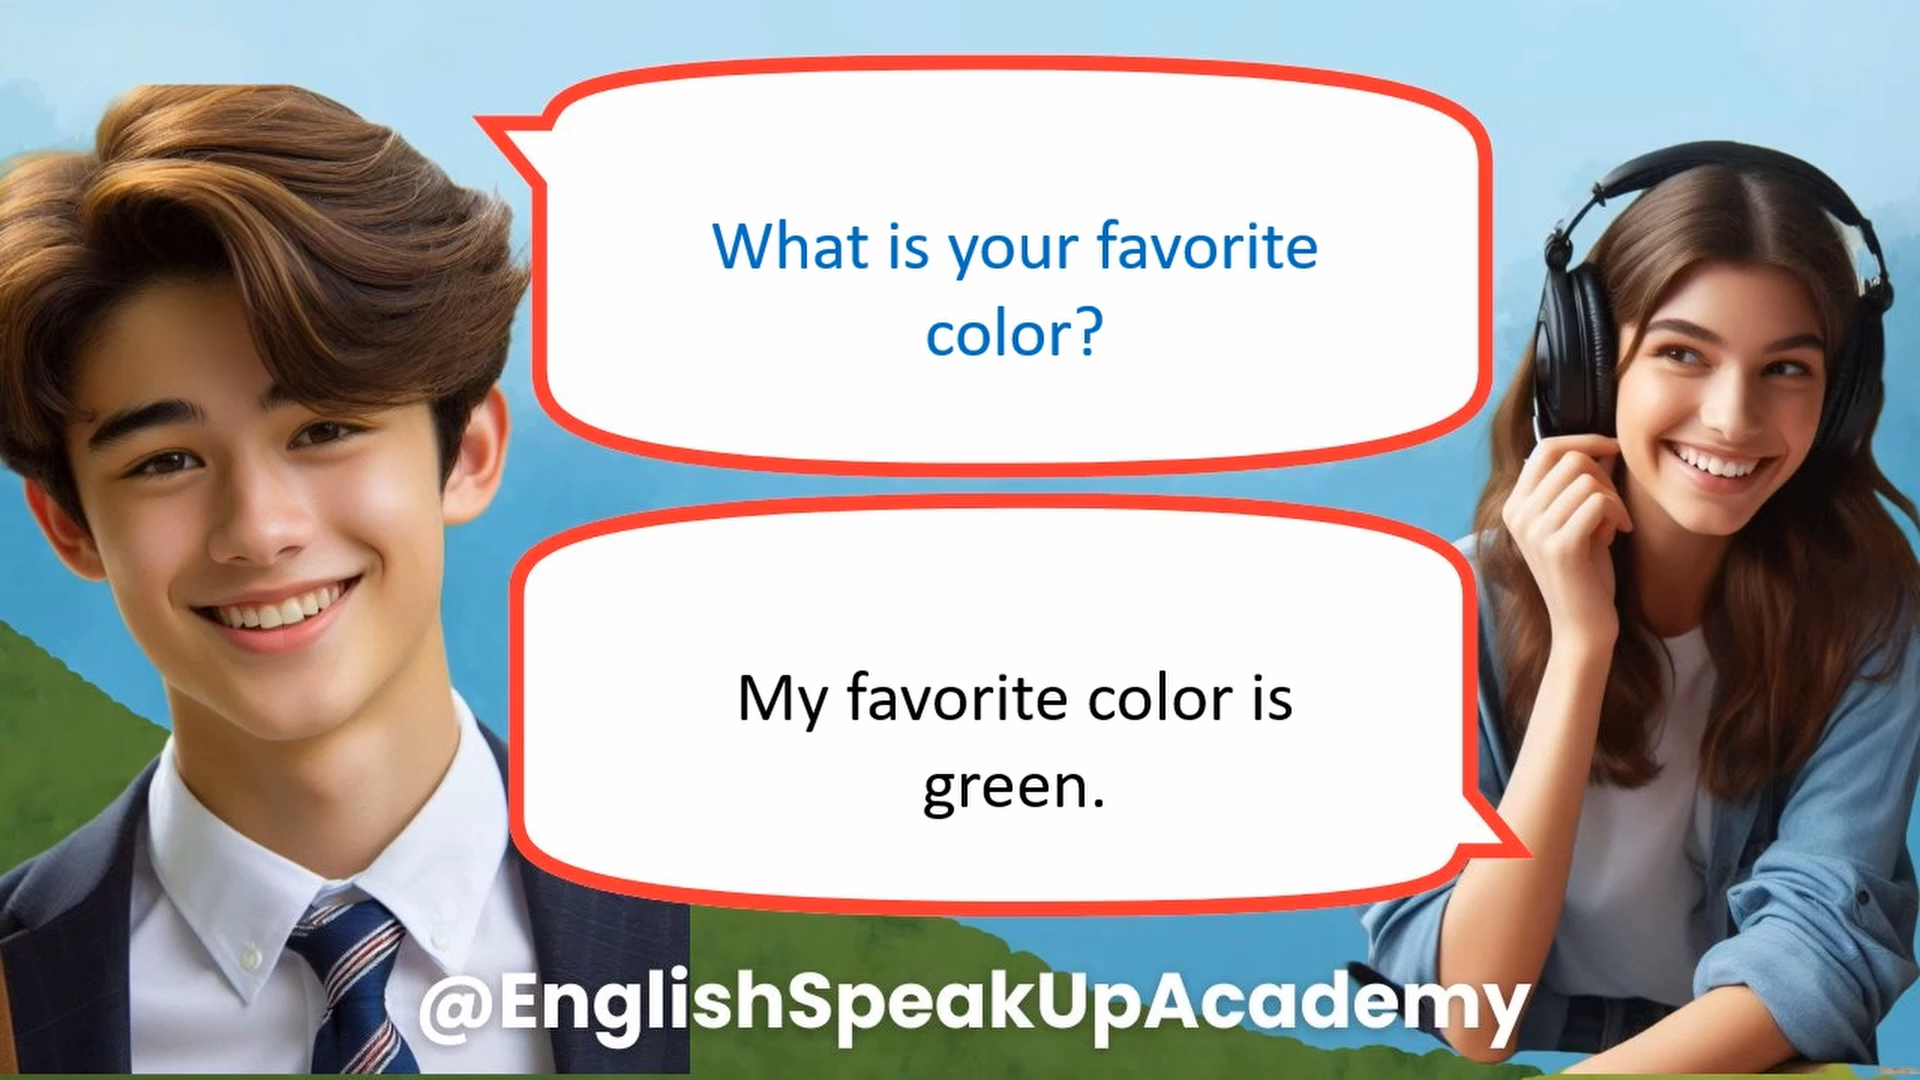 What is your favorite
color?
My favorite color is
green.
@EnglishSpeakUpAcademy